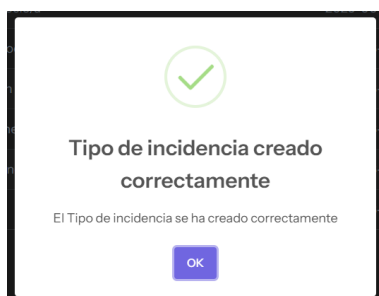 Tipo de incidencia creado
correctamente
El Tipo de incidencia se ha creado correctamente
OK